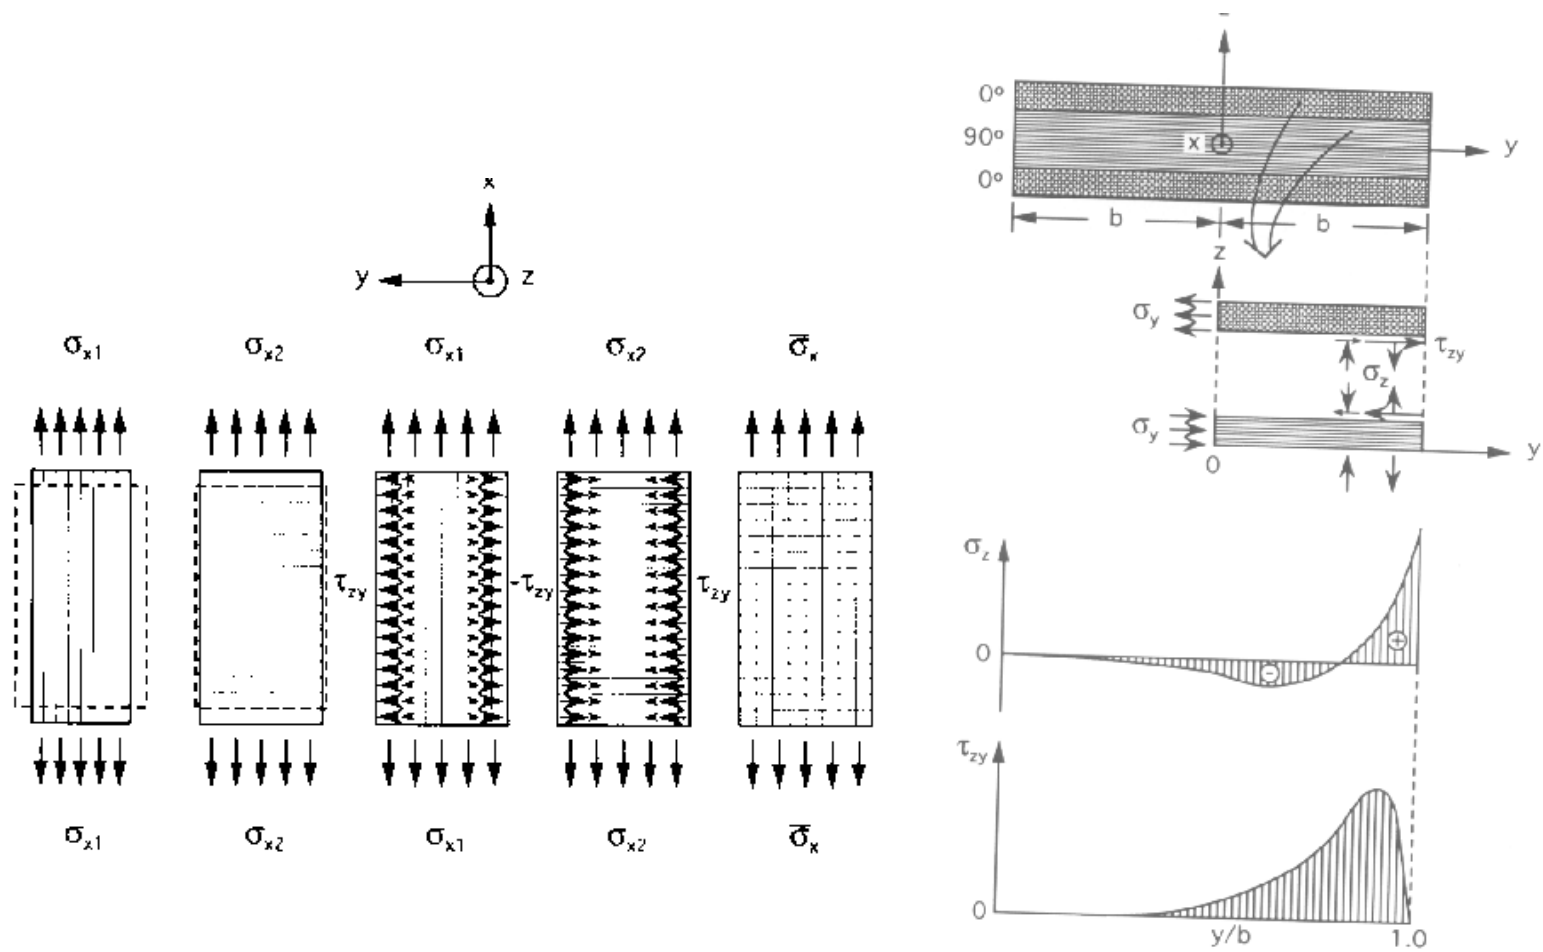 x
y z
σx1 σx2 σx1 σx2 σ̅x
τzy -τzy τzy
σx1 σx2 σx1 σx2 σ̅x
0°
90° x y
0°
b b
z
σy τzy
σz
σy
0 y
σz
0 - +
τzy
0
y/b 1.0